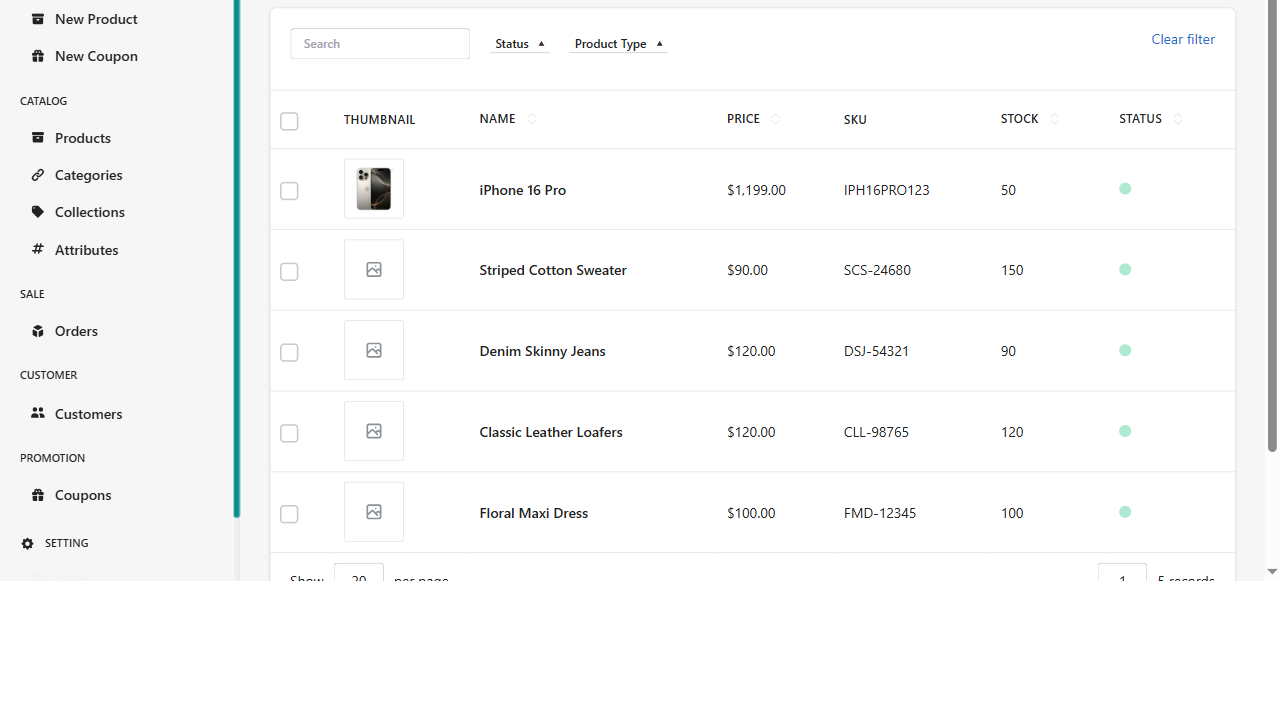 New Product
New Coupon
CATALOG
Products
Categories
Collections
Attributes
SALE
Orders
CUSTOMER
Customers
PROMOTION
Coupons
SETTING
Search
Status ▲
Product Type ▲
Clear filter
THUMBNAIL NAME PRICE SKU STOCK STATUS
iPhone 16 Pro $1,199.00 IPH16PRO123 50
Striped Cotton Sweater $90.00 SCS-24680 150
Denim Skinny Jeans $120.00 DSJ-54321 90
Classic Leather Loafers $120.00 CLL-98765 120
Floral Maxi Dress $100.00 FMD-12345 100
Show 20 per page 1 5 records